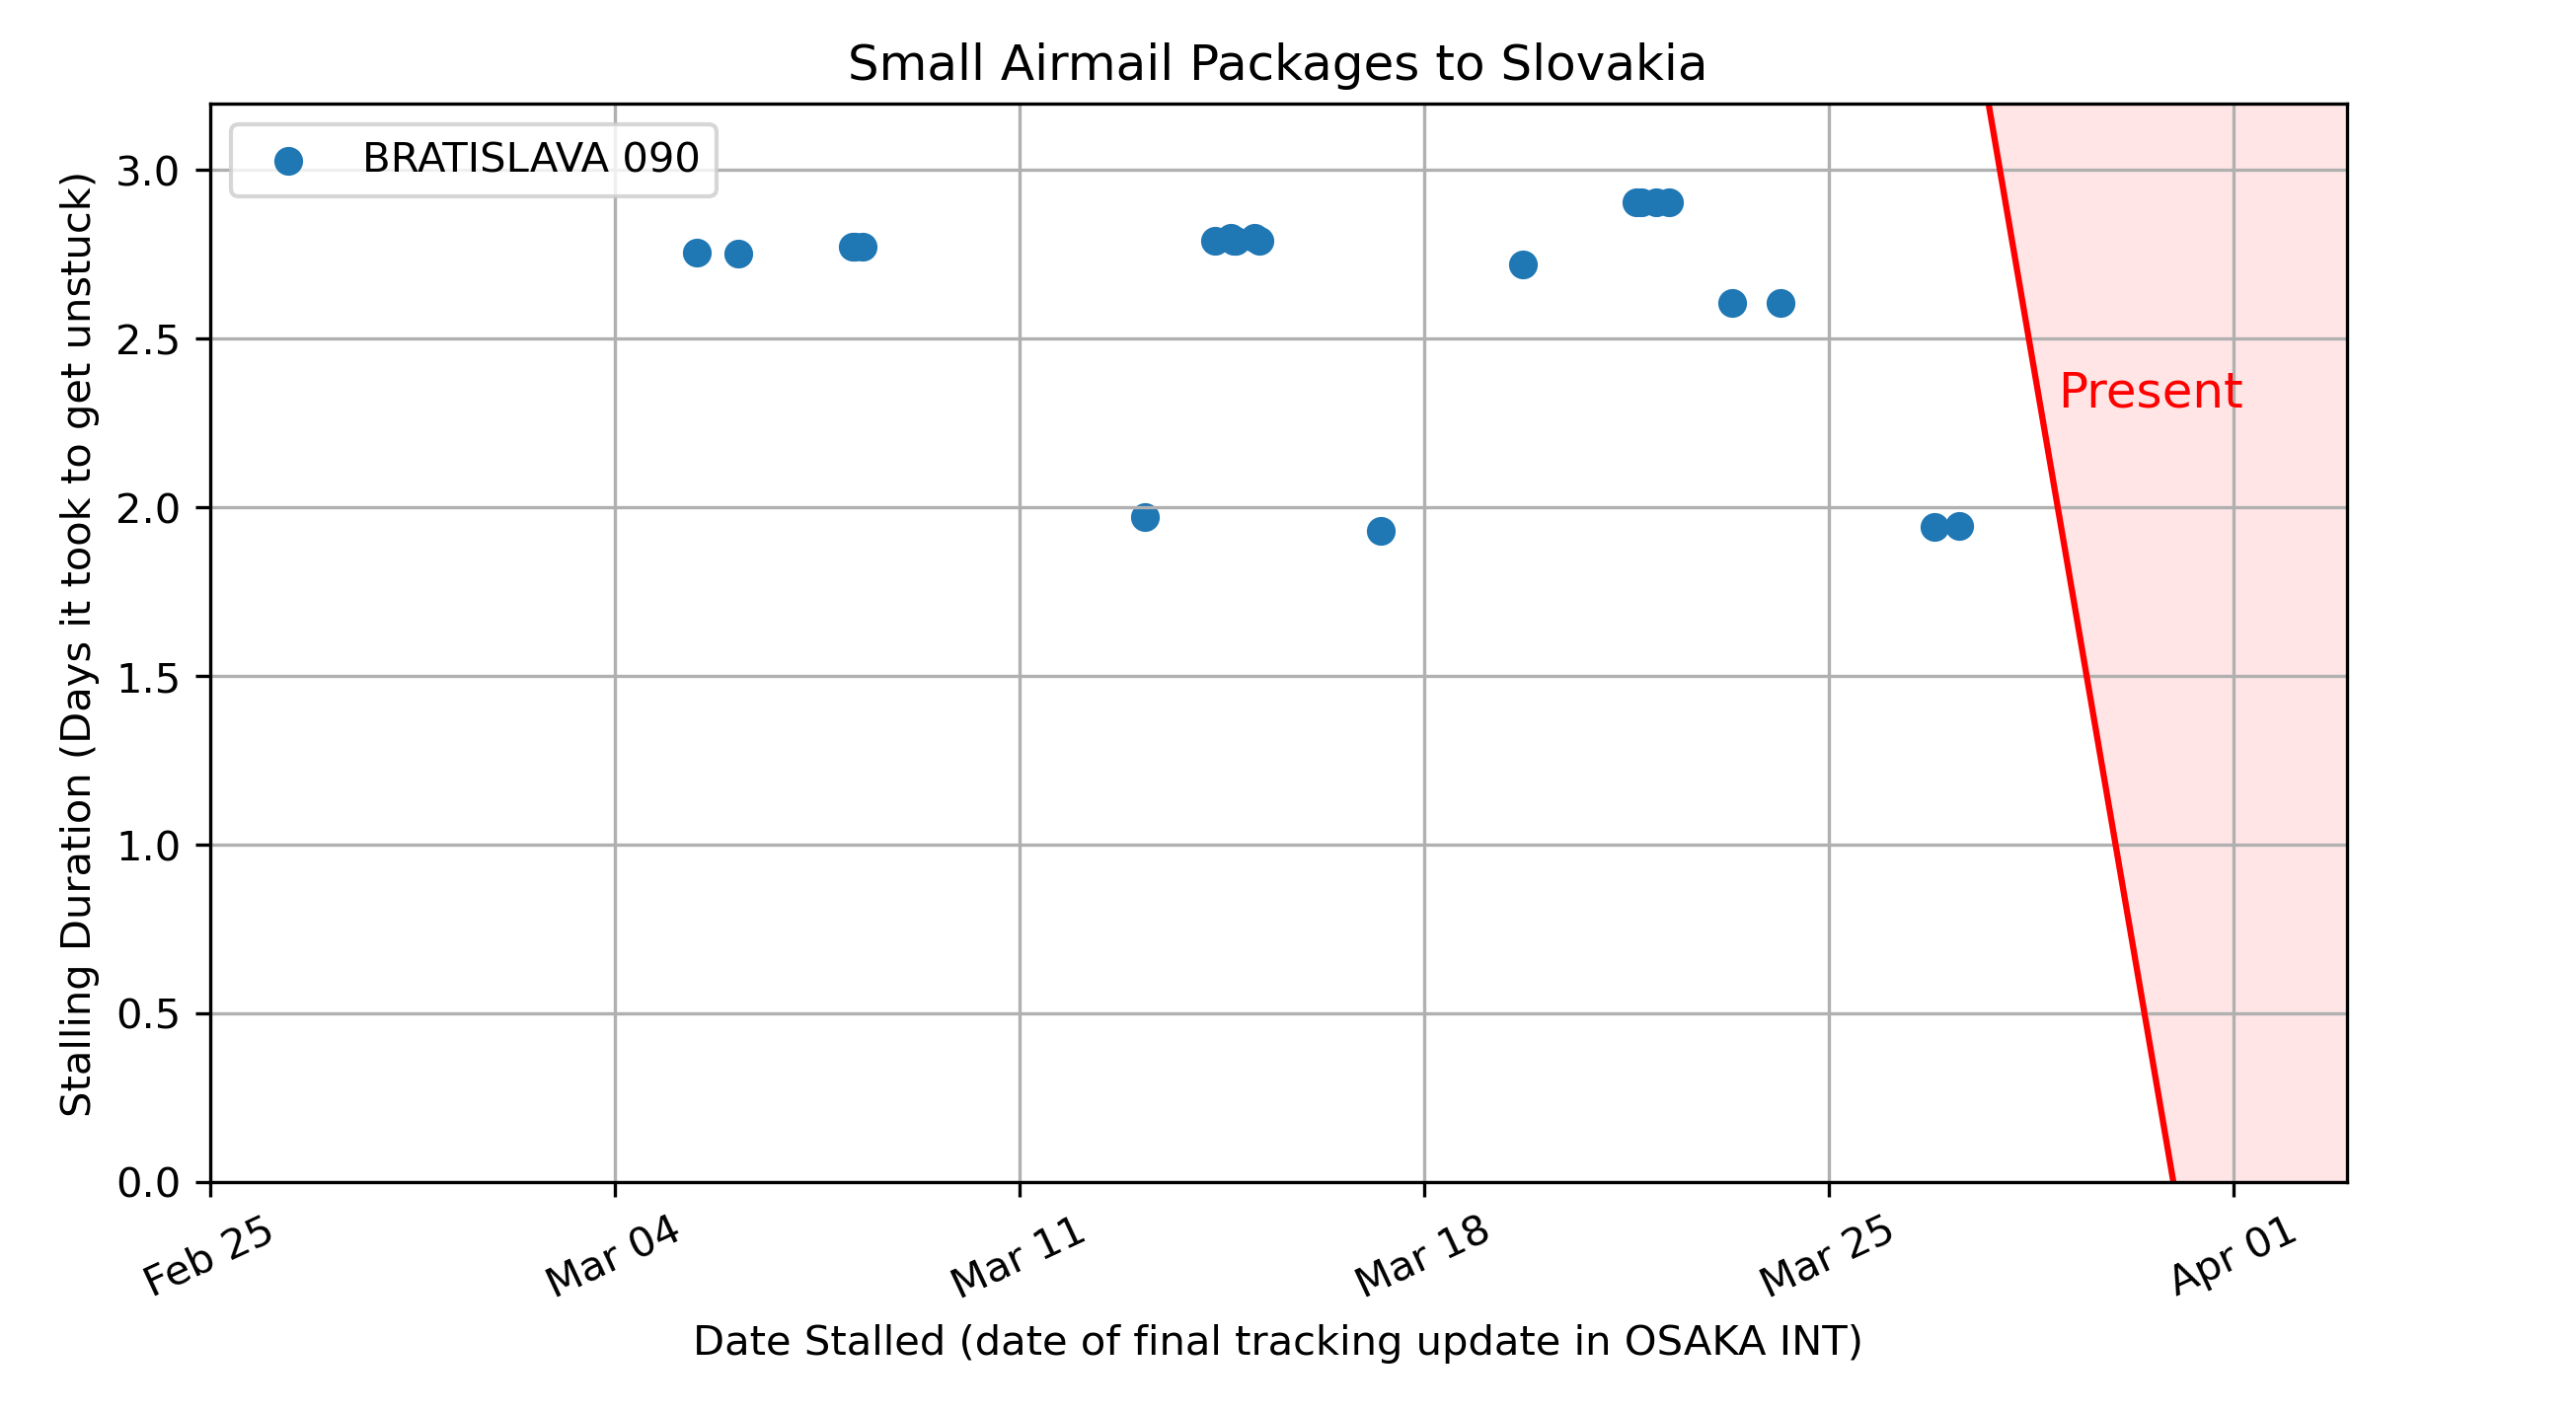 Small Airmail Packages to Slovakia
BRATISLAVA 090
Stalling Duration (Days it took to get unstuck)
3.0
2.5
2.0
1.5
1.0
0.5
0.0
Present
Feb 25
Mar 04
Mar 11
Mar 18
Mar 25
Apr 01
Date Stalled (date of final tracking update in OSAKA INT)